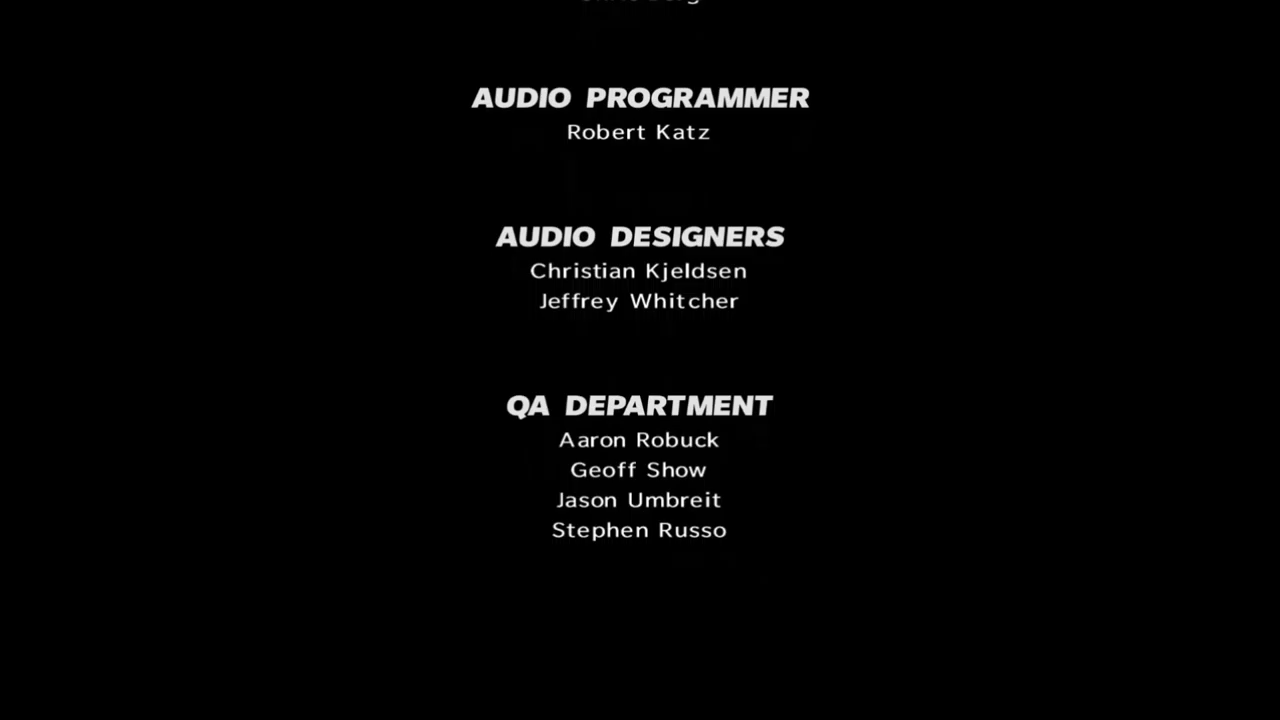 AUDIO PROGRAMMER
Robert Katz
AUDIO DESIGNERS
Christian Kjeldsen
Jeffrey Whitcher
QA DEPARTMENT
Aaron Robuck
Geoff Show
Jason Umbreit
Stephen Russo